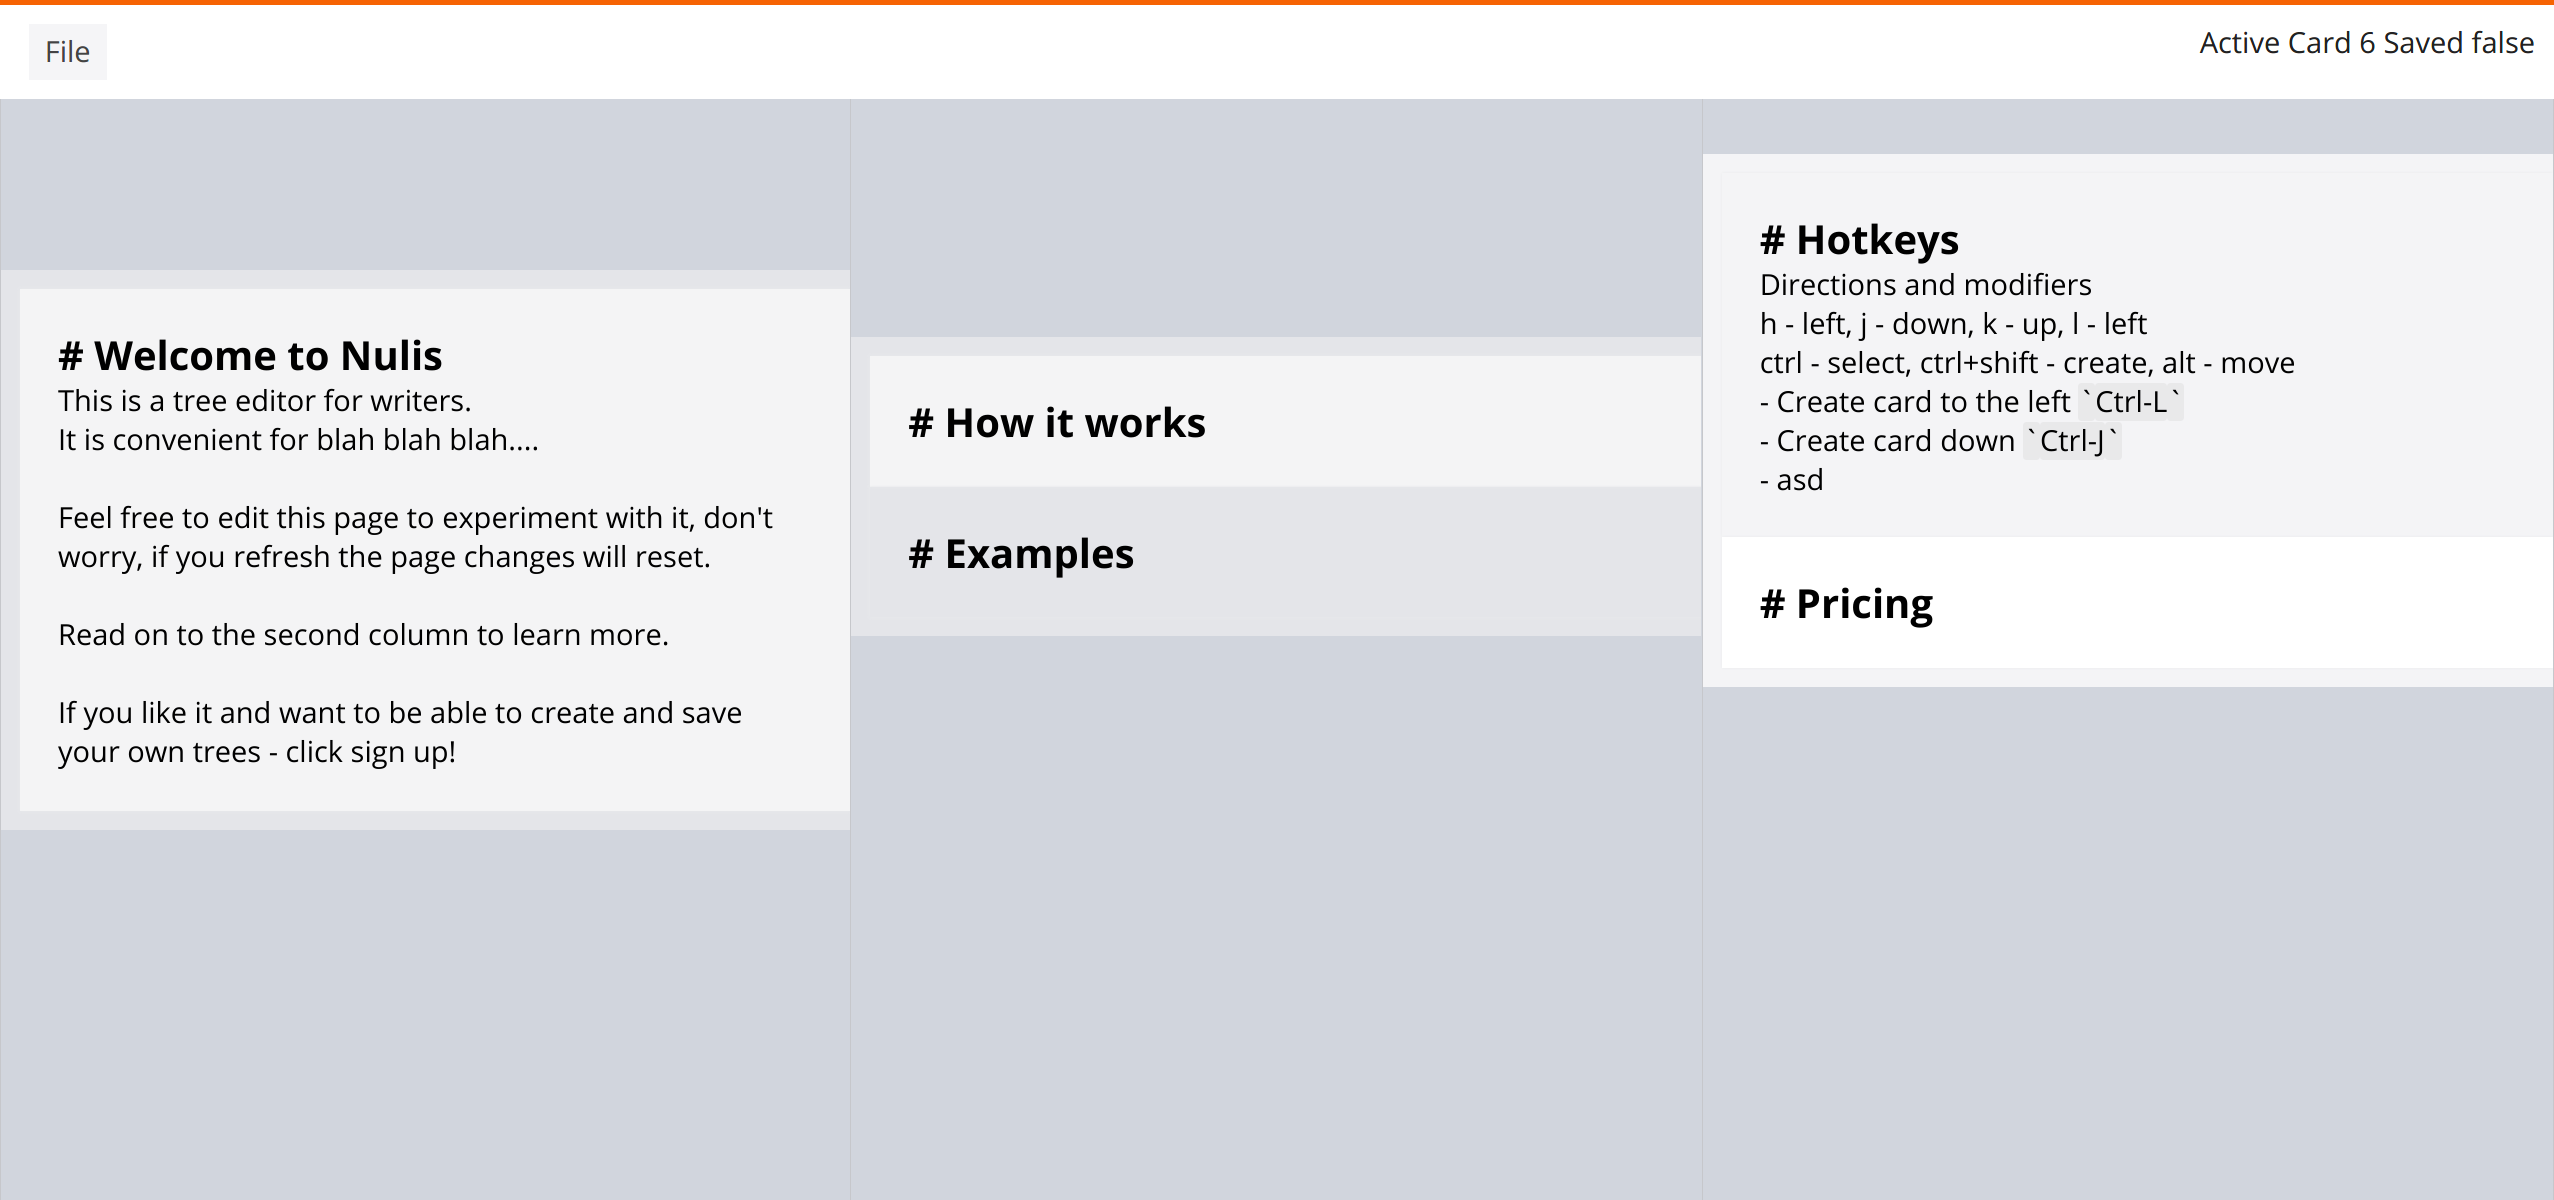 File
Active Card 6 Saved false
# Welcome to Nulis
This is a tree editor for writers.
It is convenient for blah blah blah....
Feel free to edit this page to experiment with it, don't
worry, if you refresh the page changes will reset.
Read on to the second column to learn more.
If you like it and want to be able to create and save
your own trees - click sign up!
# How it works
# Examples
# Hotkeys
Directions and modifiers
h - left, j - down, k - up, l - left
ctrl - select, ctrl+shift - create, alt - move
- Create card to the left `Ctrl-L`
- Create card down `Ctrl-J`
- asd
# Pricing